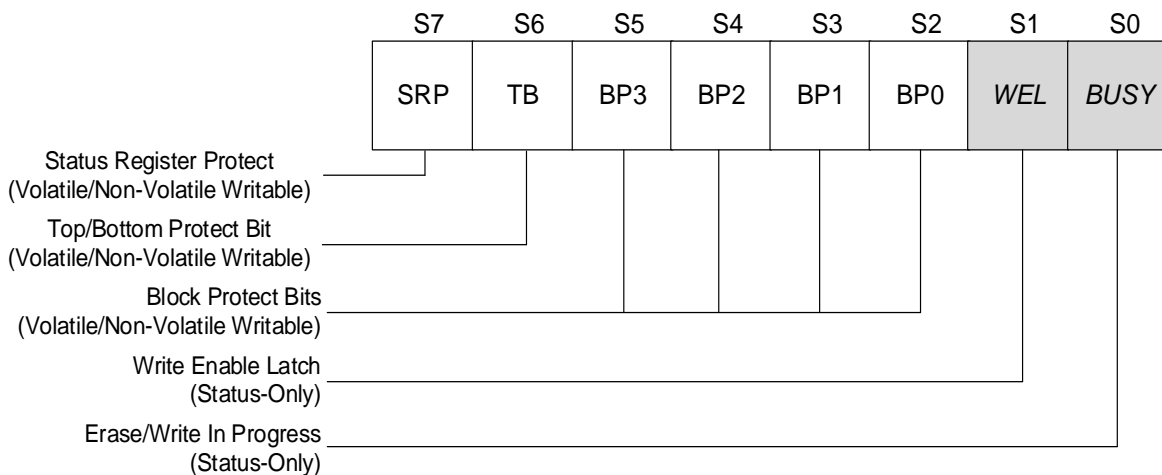 S7 S6 S5 S4 S3 S2 S1 S0
SRP TB BP3 BP2 BP1 BP0 WEL BUSY
Status Register Protect
(Volatile/Non-Volatile Writable)
Top/Bottom Protect Bit
(Volatile/Non-Volatile Writable)
Block Protect Bits
(Volatile/Non-Volatile Writable)
Write Enable Latch
(Status-Only)
Erase/Write In Progress
(Status-Only)